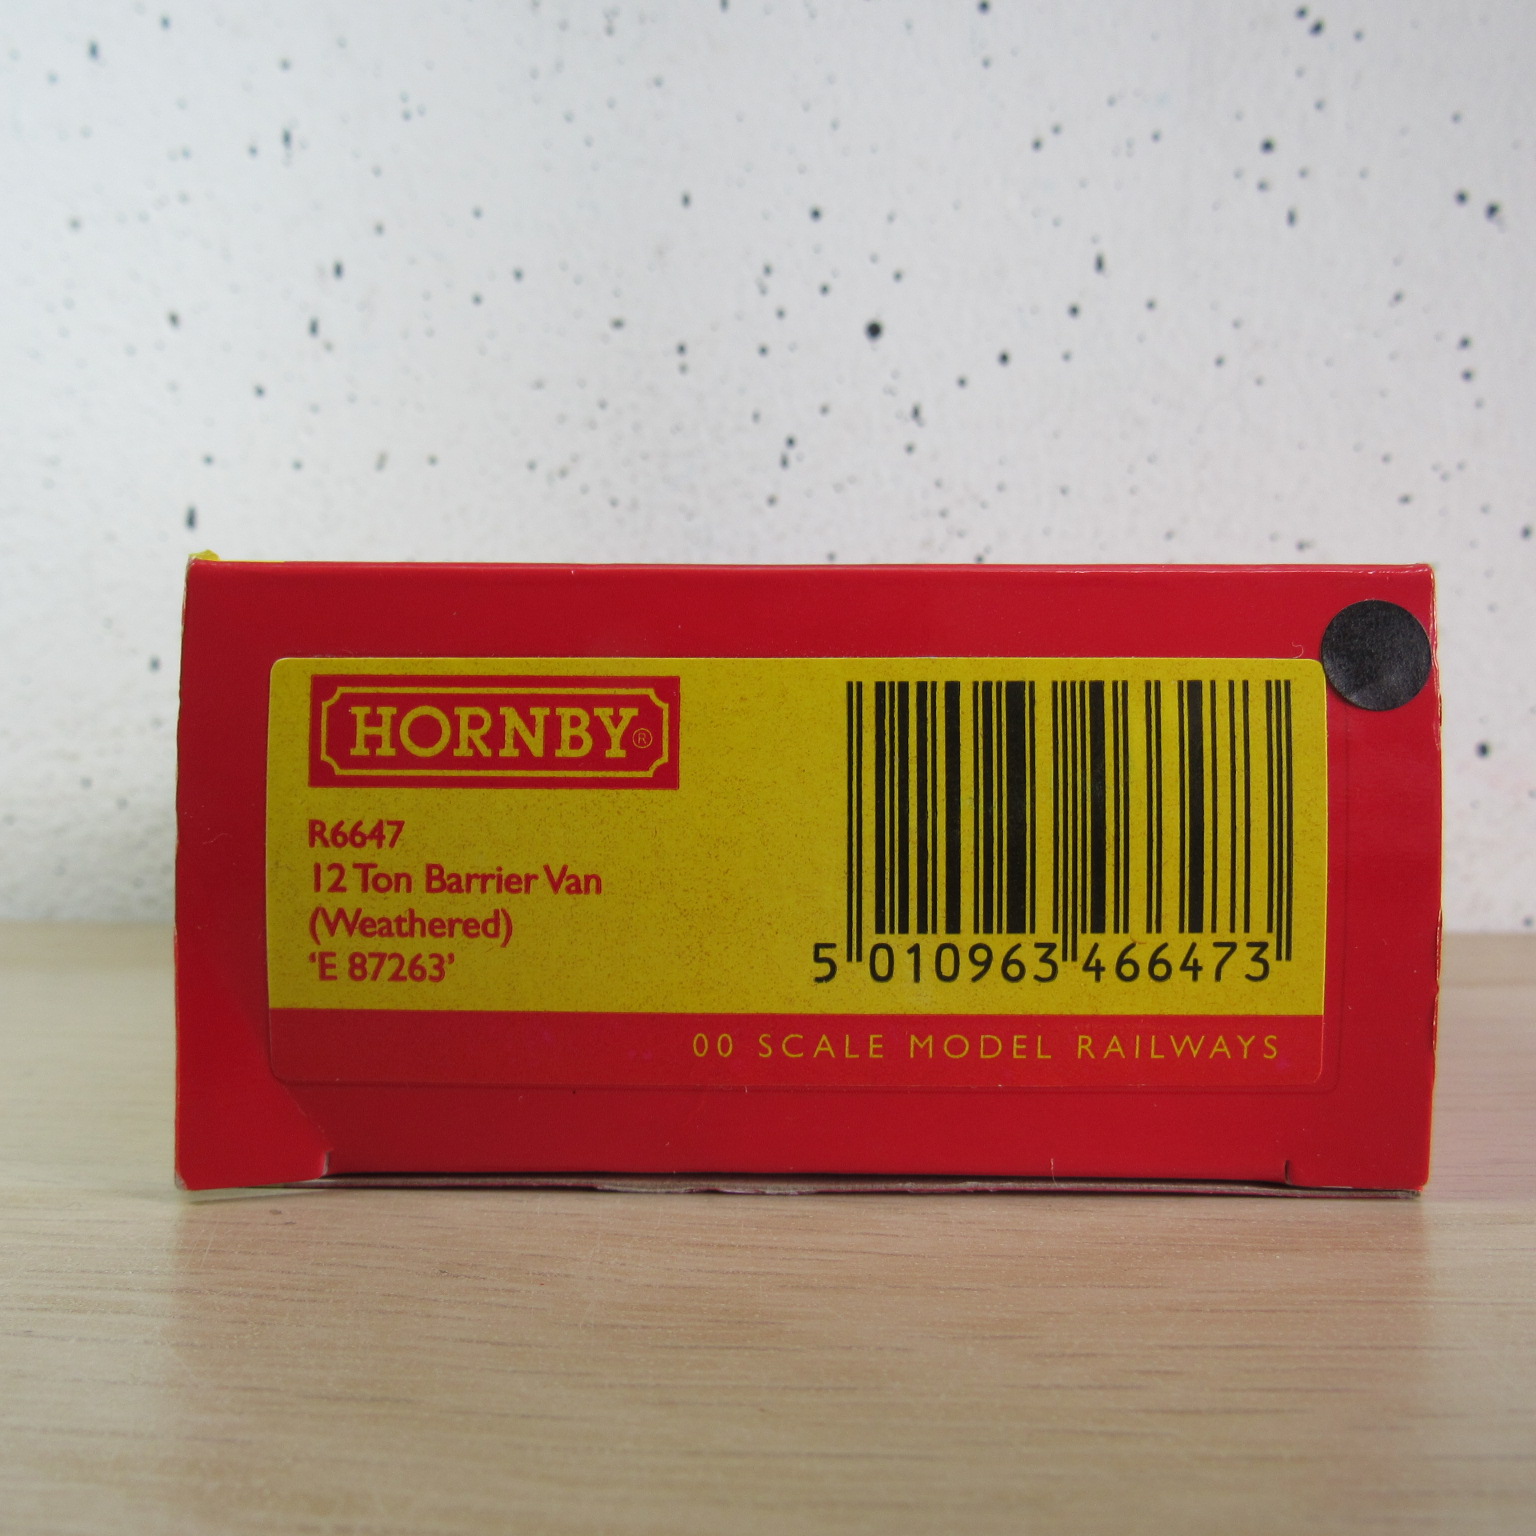 HORNBY®
R6647
12 Ton Barrier Van
(Weathered)
‘E 87263’
5 010963 466473
00 SCALE MODEL RAILWAYS